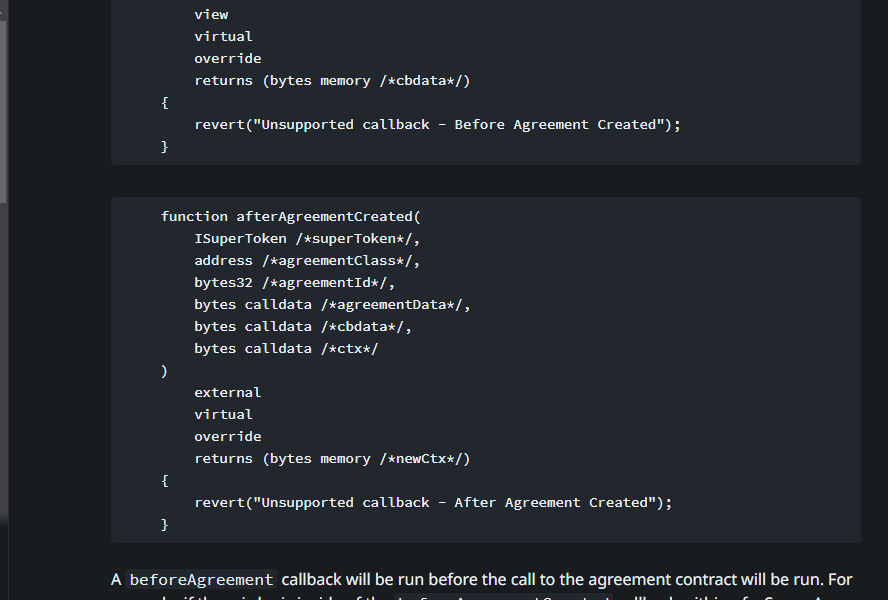 view
virtual
override
returns (bytes memory /*cbdata*/)
{
revert("Unsupported callback - Before Agreement Created");
}
function afterAgreementCreated(
ISuperToken /*superToken*/,
address /*agreementClass*/,
bytes32 /*agreementId*/,
bytes calldata /*agreementData*/,
bytes calldata /*cbdata*/,
bytes calldata /*ctx*/
)
external
virtual
override
returns (bytes memory /*newCtx*/)
{
revert("Unsupported callback - After Agreement Created");
}
A beforeAgreement callback will be run before the call to the agreement contract will be run. For